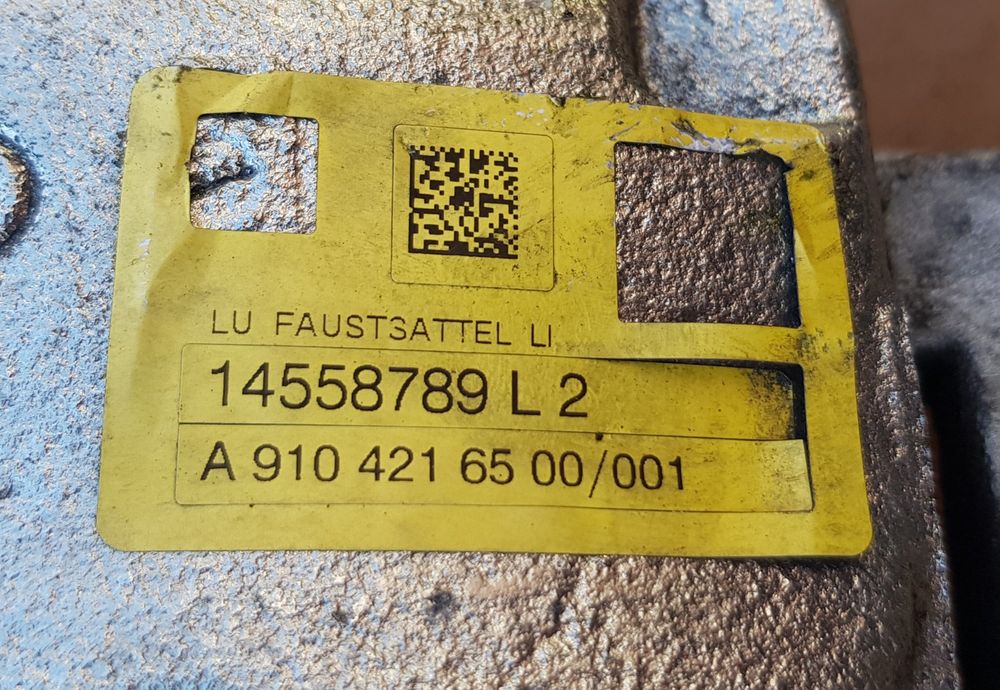 LU FAUSTSATTEL LI
14558789 L 2
A 910 421 65 00/001